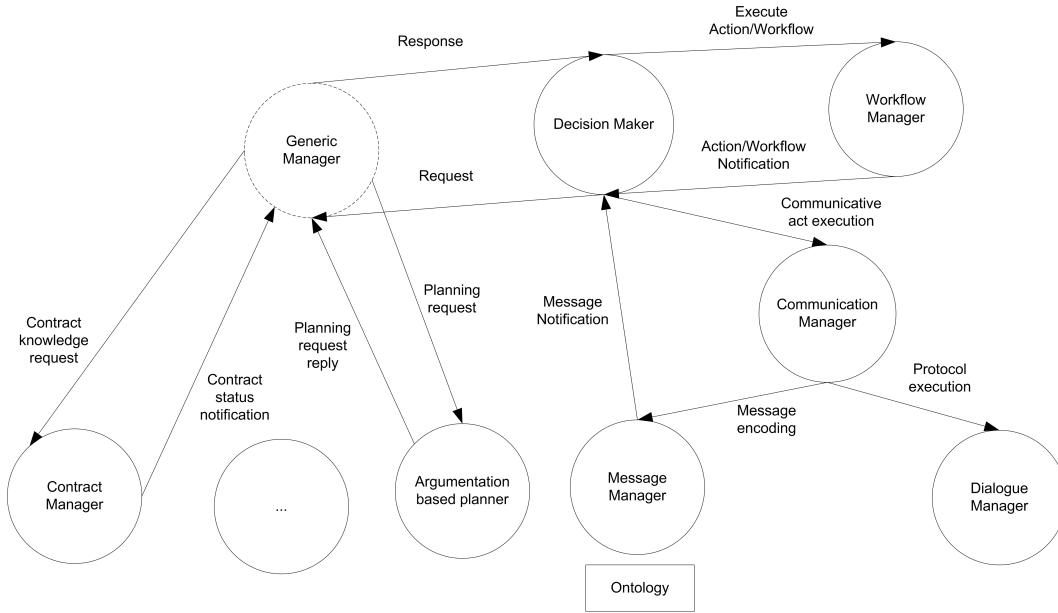 Execute
Action/Workflow
Response
Workflow
Manager
Decision Maker
Generic
Manager
Action/Workflow
Notification
Request
Communicative
act execution
Planning
request
Message
Notification
Communication
Manager
Contract
knowledge
request
Planning
request
reply
Contract
status
notification
Protocol
execution
Message
encoding
Contract
Manager
...
Argumentation
based planner
Message
Manager
Dialogue
Manager
Ontology